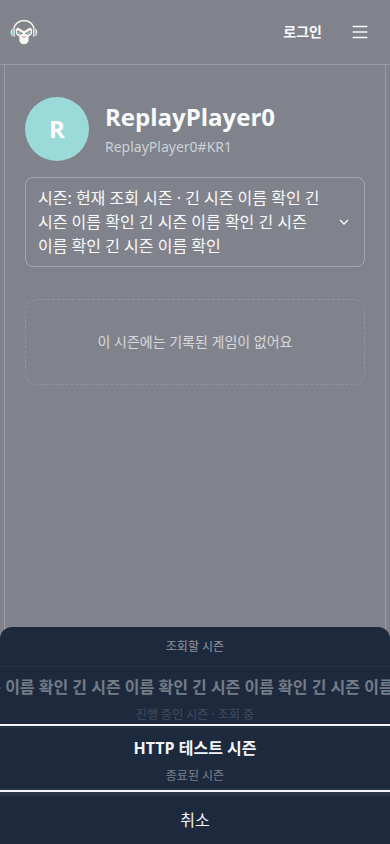 로그인
R
ReplayPlayer0
ReplayPlayer0#KR1
시즌: 현재 조회 시즌 · 긴 시즌 이름 확인 긴
시즌 이름 확인 긴 시즌 이름 확인 긴 시즌
이름 확인 긴 시즌 이름 확인
이 시즌에는 기록된 게임이 없어요
조회할 시즌
이름 확인 긴 시즌 이름 확인 긴 시즌 이름 확인 긴 시즌 이름
진행 중인 시즌 · 조회 중
HTTP 테스트 시즌
종료된 시즌
취소